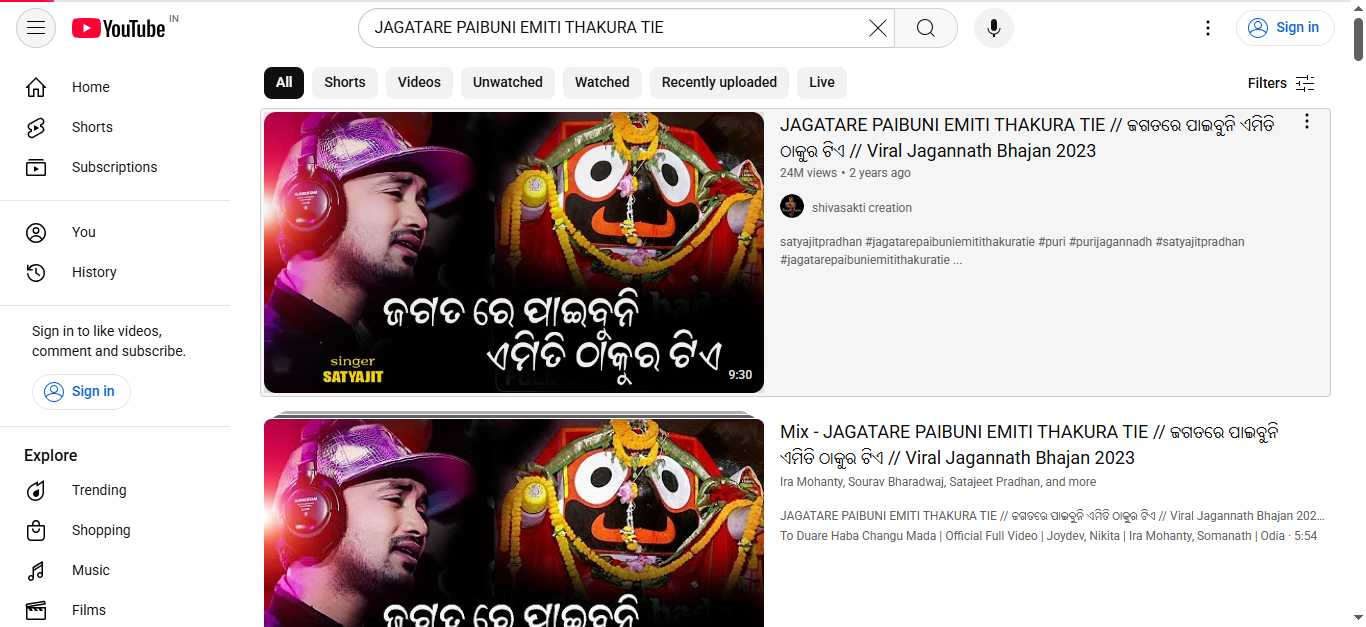 YouTube IN
JAGATARE PAIBUNI EMITI THAKURA TIE
Sign in
Home
Shorts
Subscriptions
You
History
Sign in to like videos,
comment and subscribe.
Sign in
Explore
Trending
Shopping
Music
Films
All
Shorts
Videos
Unwatched
Watched
Recently uploaded
Live
Filters
ଜଗତ ରେ ପାଇବୁନି
ଏମିତି ଠାକୁର ଟିଏ
singer
SATYAJIT
9:30
JAGATARE PAIBUNI EMITI THAKURA TIE // ଜଗତରେ ପାଇବୁନି ଏମିତି
ଠାକୁର ଟିଏ // Viral Jagannath Bhajan 2023
24M views • 2 years ago
shivasakti creation
satyajitpradhan #jagatarepaibuniemitithakuratie #puri #purijagannadh #satyajitpradhan
#jagatarepaibuniemitithakuratie ...
ଜଗତ ରେ ପାଇବୁନି
Mix - JAGATARE PAIBUNI EMITI THAKURA TIE // ଜଗତରେ ପାଇବୁନି
ଏମିତି ଠାକୁର ଟିଏ // Viral Jagannath Bhajan 2023
Ira Mohanty, Sourav Bharadwaj, Satajeet Pradhan, and more
JAGATARE PAIBUNI EMITI THAKURA TIE // ଜଗତରେ ପାଇବୁନି ଏମିତି ଠାକୁର ଟିଏ // Viral Jagannath Bhajan 202...
To Duare Haba Changu Mada | Official Full Video | Joydev, Nikita | Ira Mohanty, Somanath | Odia · 5:54